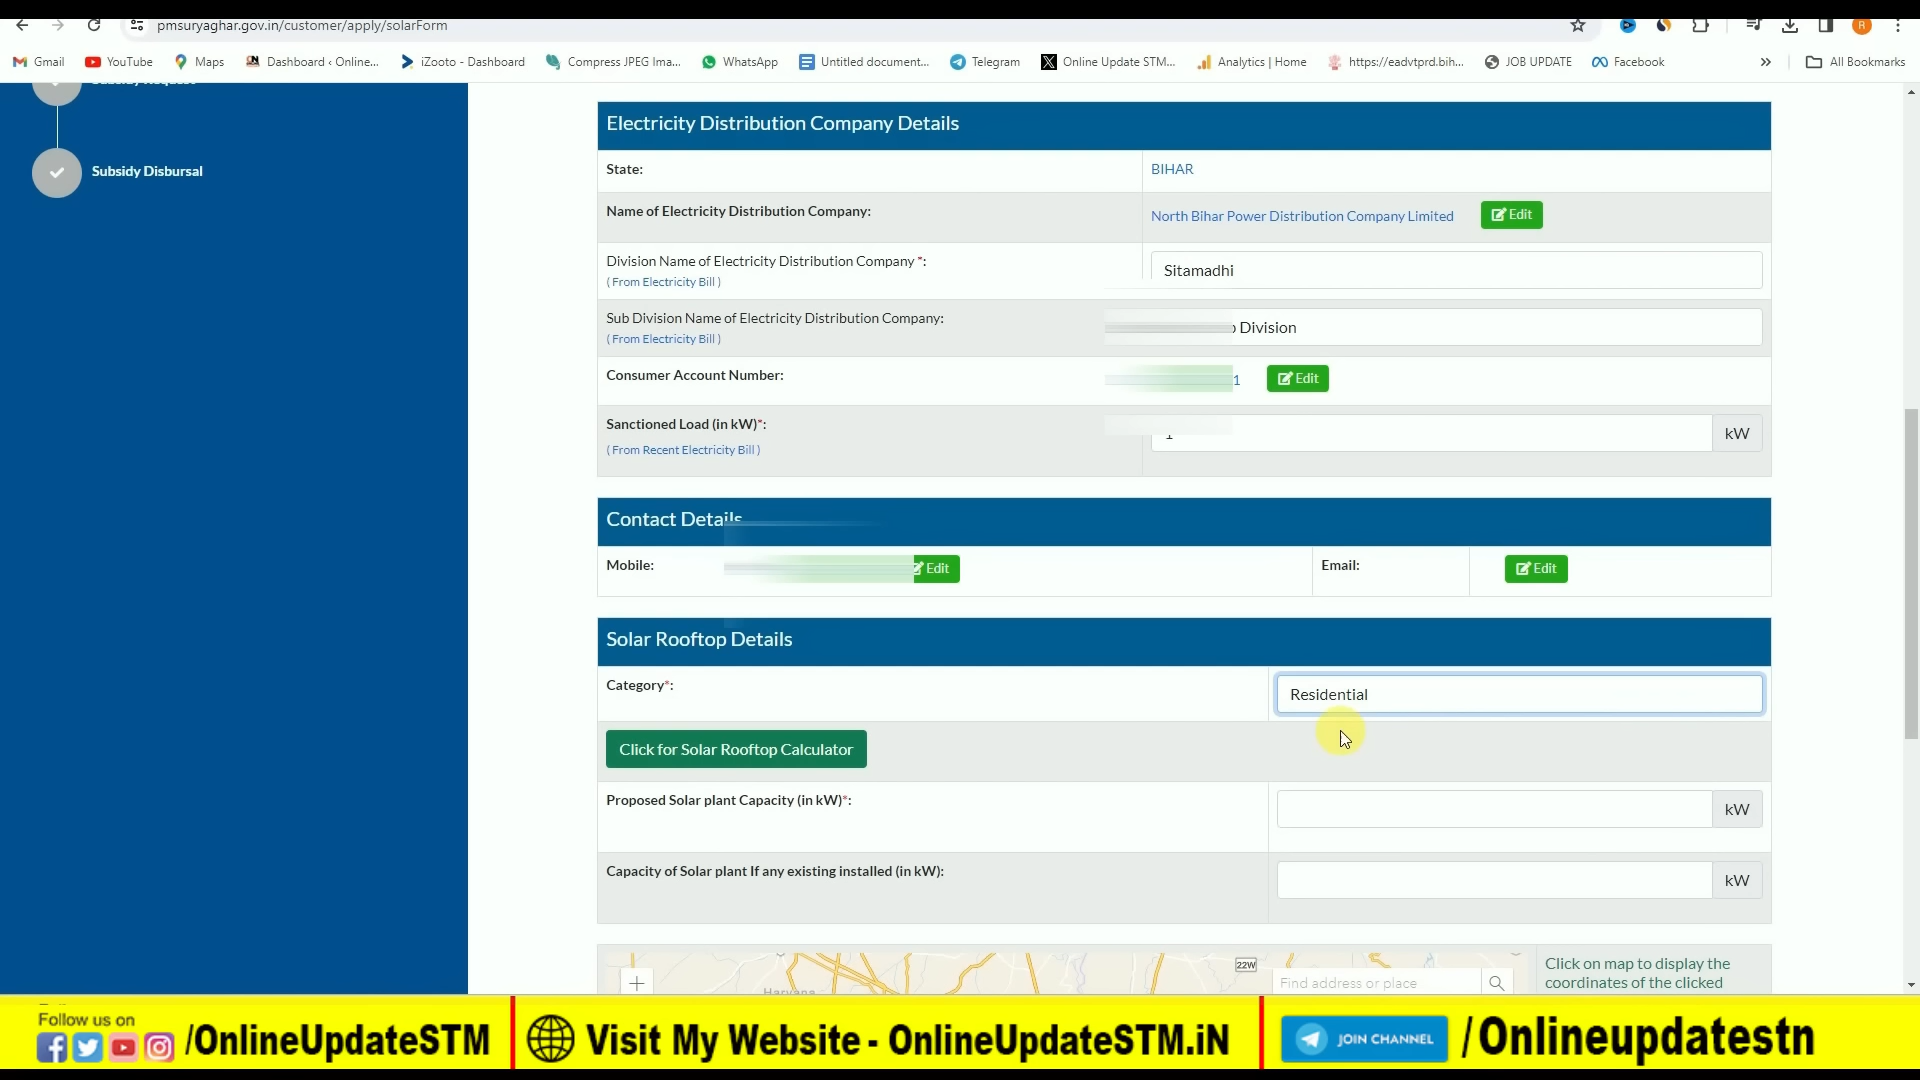 pmsuryaghar.gov.in/customer/apply/solarForm
R
Gmail
YouTube
Maps
Dashboard ‹ Online...
iZooto - Dashboard
Compress JPEG Ima...
WhatsApp
Untitled document...
Telegram
Online Update STM...
Analytics | Home
https://eadvtprd.bih...
JOB UPDATE
Facebook
»
All Bookmarks
Subsidy Request
Subsidy Disbursal
Electricity Distribution Company Details
State:
BIHAR
Name of Electricity Distribution Company:
North Bihar Power Distribution Company Limited
Edit
Division Name of Electricity Distribution Company *:
( From Electricity Bill )
Sitamadhi
Sub Division Name of Electricity Distribution Company:
( From Electricity Bill )
Division
Consumer Account Number:
1
Edit
Sanctioned Load (in kW)*:
( From Recent Electricity Bill )
kW
Contact Details
Mobile:
Edit
Email:
Edit
Solar Rooftop Details
Category*:
Residential
Click for Solar Rooftop Calculator
Proposed Solar plant Capacity (in kW)*:
kW
Capacity of Solar plant If any existing installed (in kW):
kW
22W
Haryana
Find address or place
Click on map to display the
coordinates of the clicked
Follow us on
/OnlineUpdateSTM
Visit My Website - OnlineUpdateSTM.iN
JOIN CHANNEL
/Onlineupdatestn